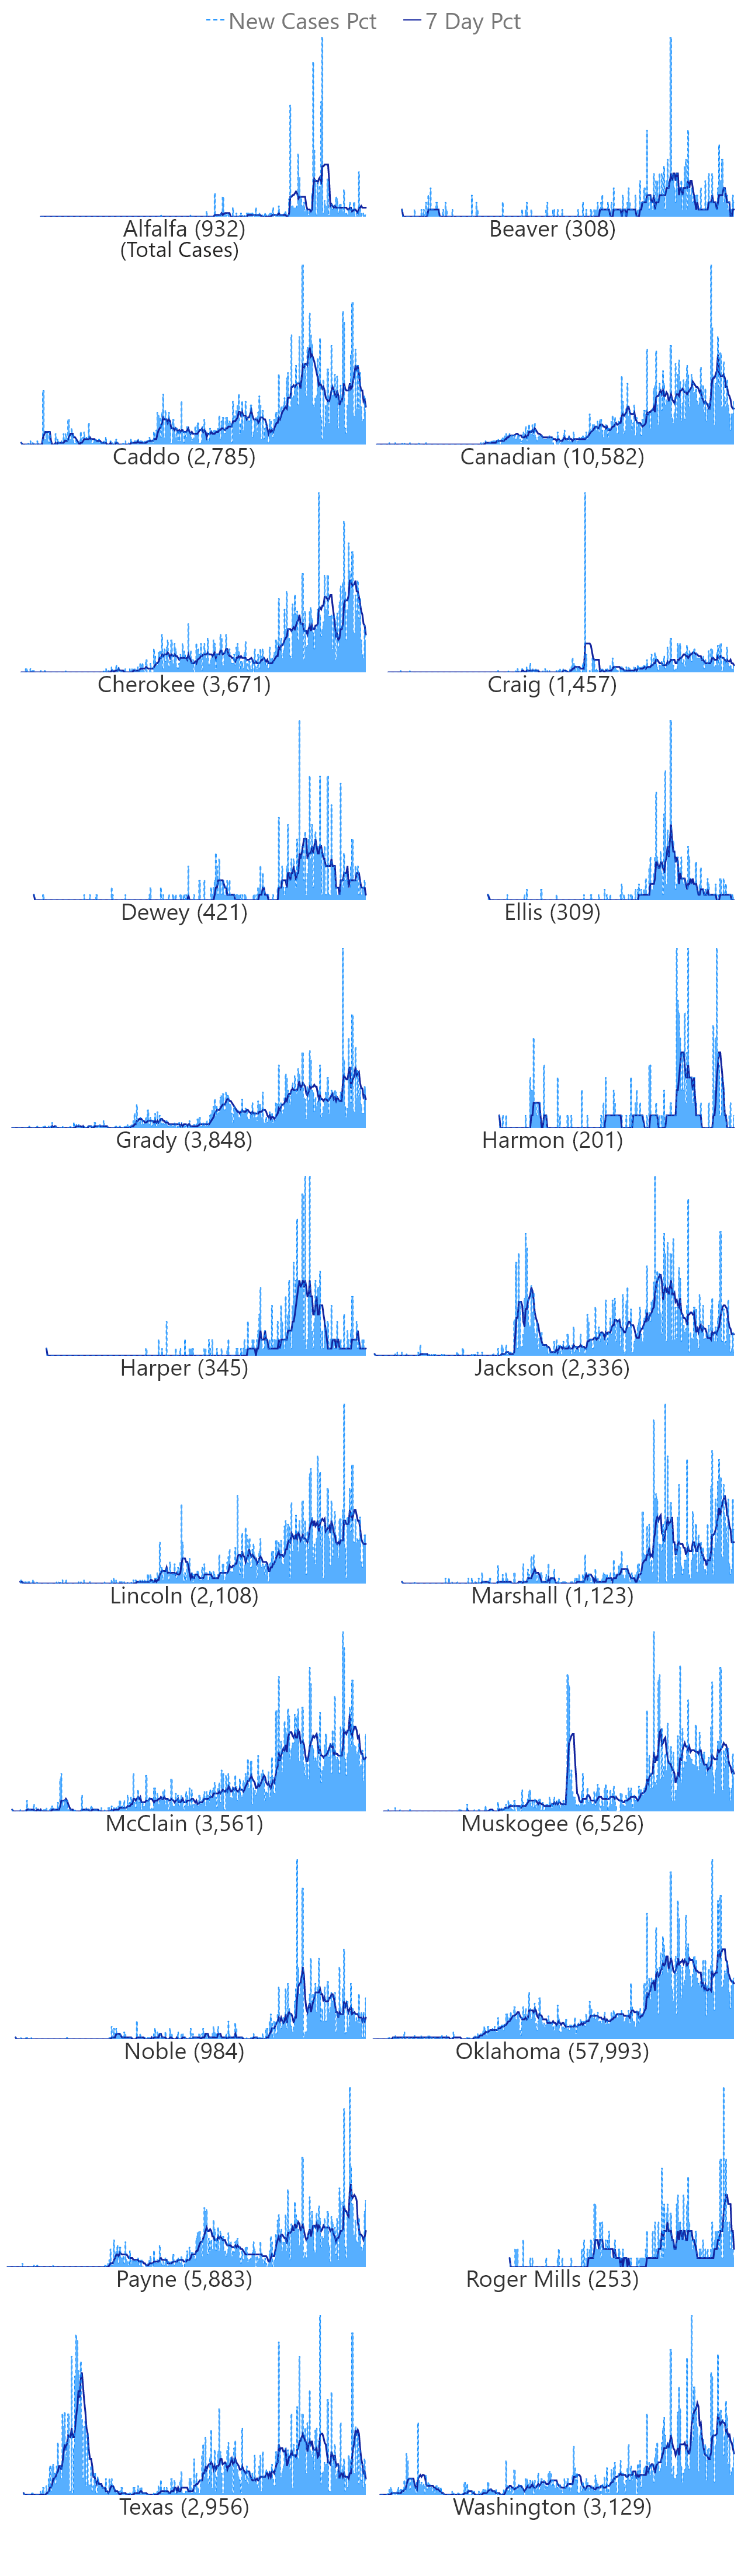 New Cases Pct 7 Day Pct
Alfalfa (932) Beaver (308)
(Total Cases)
Caddo (2,785) Canadian (10,582)
Cherokee (3,671) Craig (1,457)
Dewey (421) Ellis (309)
Grady (3,848) Harmon (201)
Harper (345) Jackson (2,336)
Lincoln (2,108) Marshall (1,123)
McClain (3,561) Muskogee (6,526)
Noble (984) Oklahoma (57,993)
Payne (5,883) Roger Mills (253)
Texas (2,956) Washington (3,129)